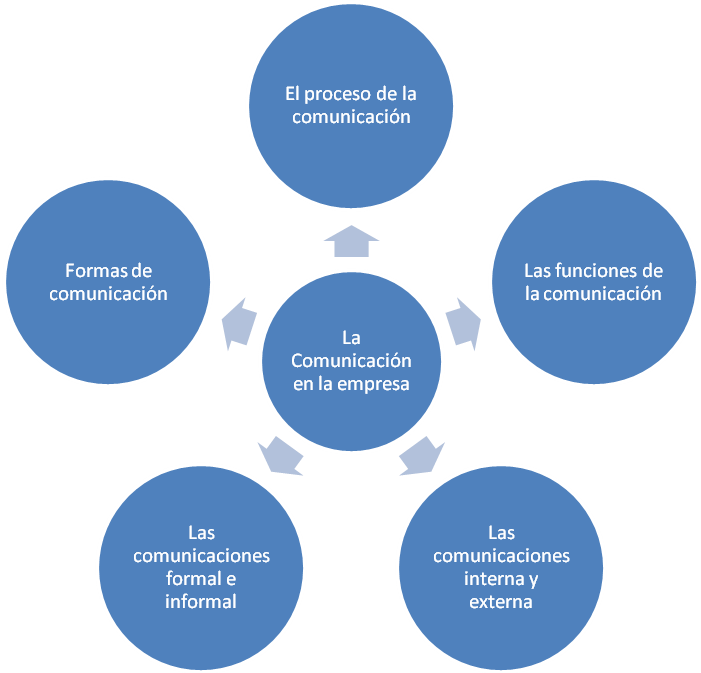 El proceso de la
comunicación
Formas de
comunicación
Las funciones de
la comunicación
La
Comunicación
en la empresa
Las
comunicaciones
formal e
informal
Las
comunicaciones
interna y
externa